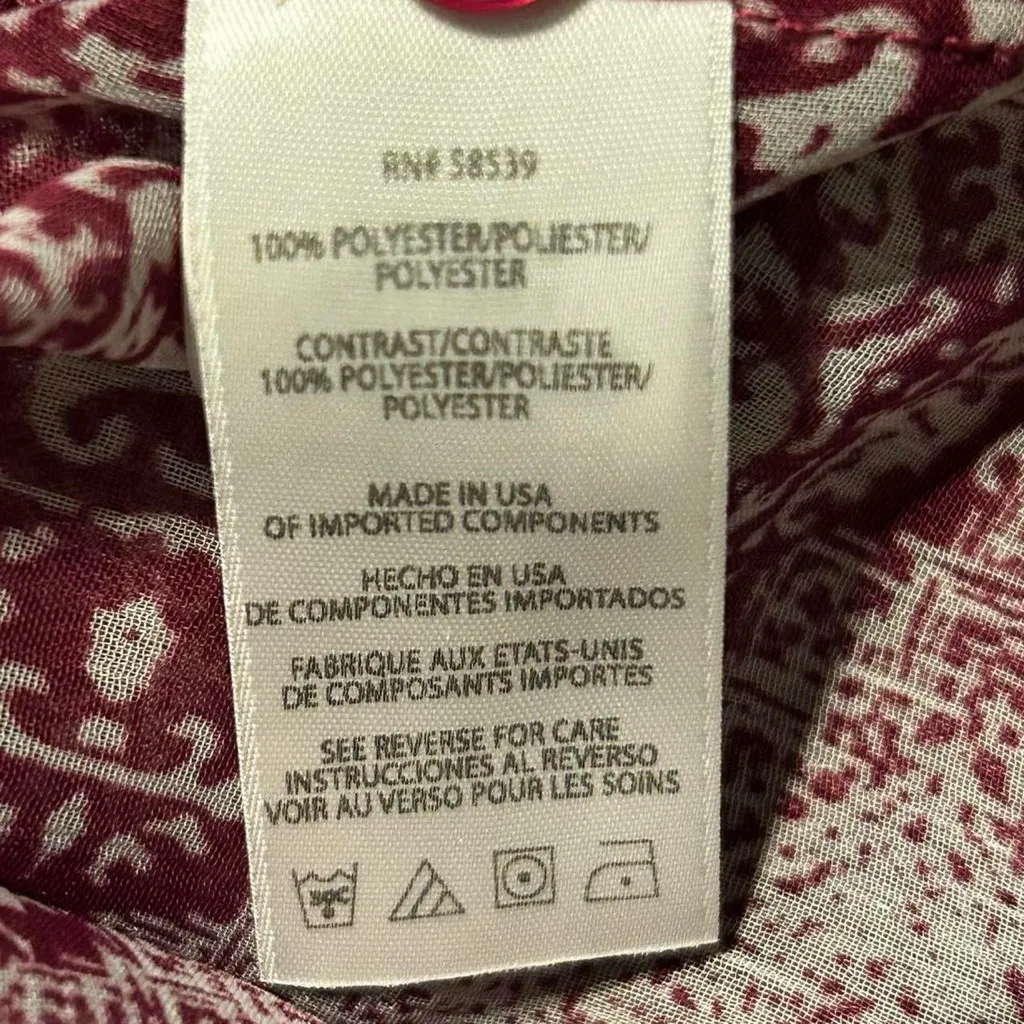 RN# 58539
100% POLYESTER/POLIESTER/
POLYESTER
CONTRAST/CONTRASTE
100% POLYESTER/POLIESTER/
POLYESTER
MADE IN USA
OF IMPORTED COMPONENTS
HECHO EN USA
DE COMPONENTES IMPORTADOS
FABRIQUE AUX ETATS-UNIS
DE COMPOSANTS IMPORTES
SEE REVERSE FOR CARE
INSTRUCCIONES AL REVERSO
VOIR AU VERSO POUR LES SOINS
30C